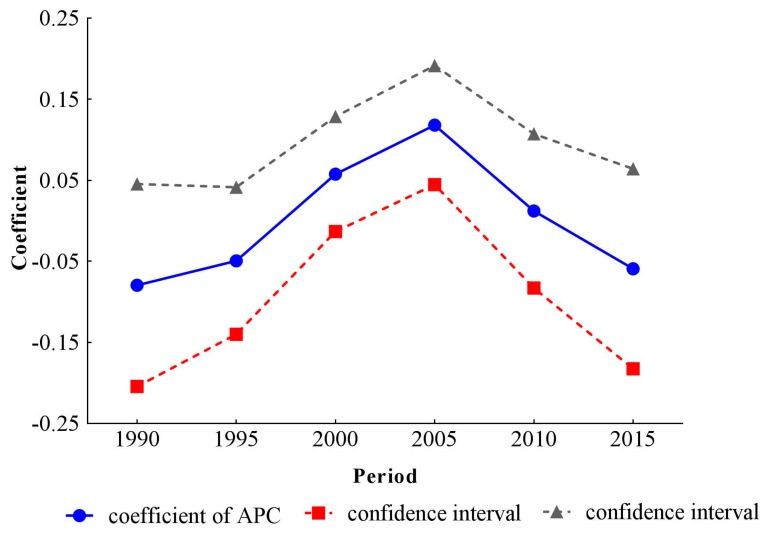 0.25
0.15
0.05
-0.05
-0.15
-0.25
Coefficient
1990 1995 2000 2005 2010 2015
Period
coefficient of APC confidence interval confidence interval